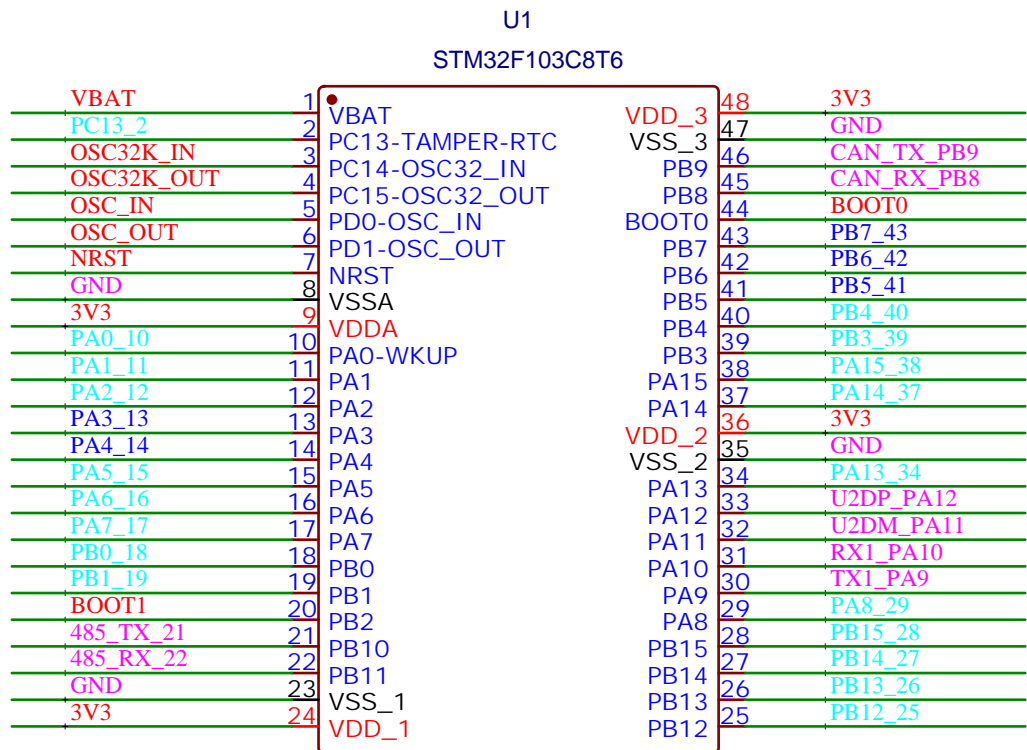 U1
STM32F103C8T6
VBAT 1 VBAT VDD_3 48 3V3
PC13_2 2 PC13-TAMPER-RTC VSS_3 47 GND
OSC32K_IN 3 PC14-OSC32_IN PB9 46 CAN_TX_PB9
OSC32K_OUT 4 PC15-OSC32_OUT PB8 45 CAN_RX_PB8
OSC_IN 5 PD0-OSC_IN BOOT0 44 BOOT0
OSC_OUT 6 PD1-OSC_OUT PB7 43 PB7_43
NRST 7 NRST PB6 42 PB6_42
GND 8 VSSA PB5 41 PB5_41
3V3 9 VDDA PB4 40 PB4_40
PA0_10 10 PA0-WKUP PB3 39 PB3_39
PA1_11 11 PA1 PA15 38 PA15_38
PA2_12 12 PA2 PA14 37 PA14_37
PA3_13 13 PA3 VDD_2 36 3V3
PA4_14 14 PA4 VSS_2 35 GND
PA5_15 15 PA5 PA13 34 PA13_34
PA6_16 16 PA6 PA12 33 U2DP_PA12
PA7_17 17 PA7 PA11 32 U2DM_PA11
PB0_18 18 PB0 PA10 31 RX1_PA10
PB1_19 19 PB1 PA9 30 TX1_PA9
BOOT1 20 PB2 PA8 29 PA8_29
485_TX_21 21 PB10 PB15 28 PB15_28
485_RX_22 22 PB11 PB14 27 PB14_27
GND 23 VSS_1 PB13 26 PB13_26
3V3 24 VDD_1 PB12 25 PB12_25